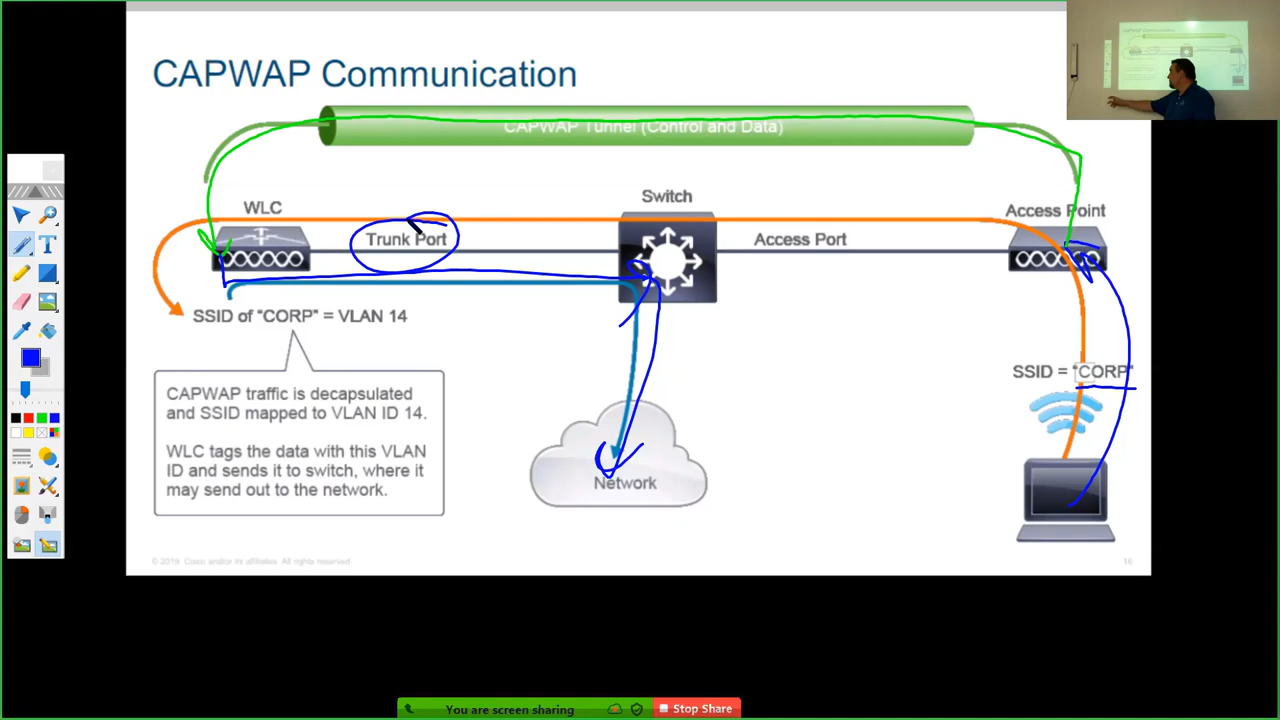 CAPWAP Communication
CAPWAP Tunnel (Control and Data)
WLC
Switch
Access Point
Trunk Port
Access Port
SSID of "CORP" = VLAN 14
SSID = "CORP"
CAPWAP traffic is decapsulated
and SSID mapped to VLAN ID 14.
WLC tags the data with this VLAN
ID and sends it to switch, where it
may send out to the network.
Network
© 2019 Cisco and/or its affiliates. All rights reserved.
16
T
You are screen sharing
Stop Share